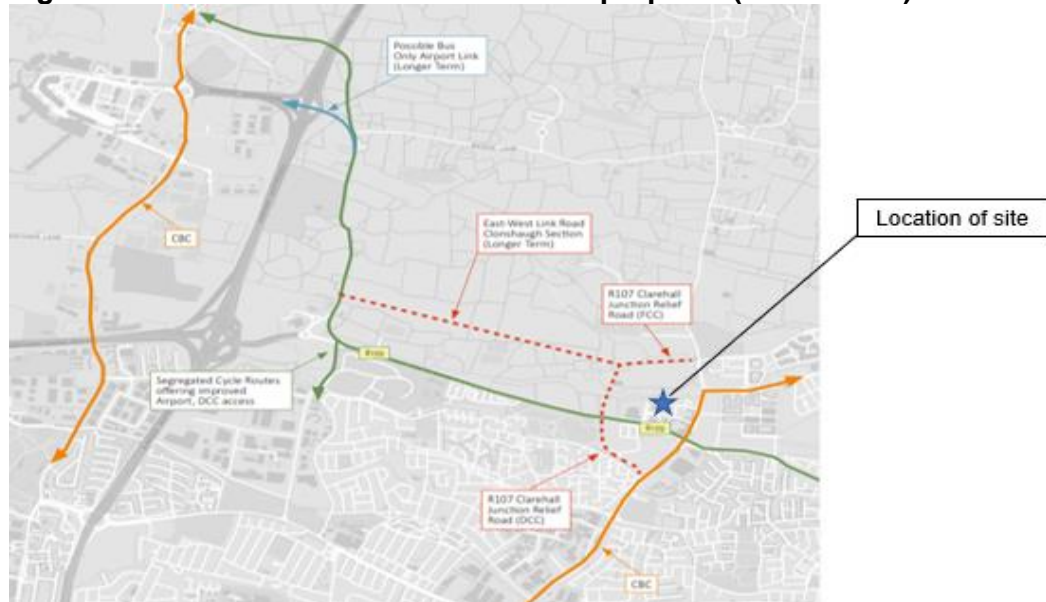 Possible Bus
Only Airport Link
(Longer Term)
CBC
East-West Link Road
Clonshaugh Section
(Longer Term)
Location of site
R107 Clarehall
Junction Relief
Road (FCC)
R139
Segregated Cycle Routes
offering improved
Airport, DCC access
R139
R107 Clarehall
Junction Relief
Road (DCC)
CBC